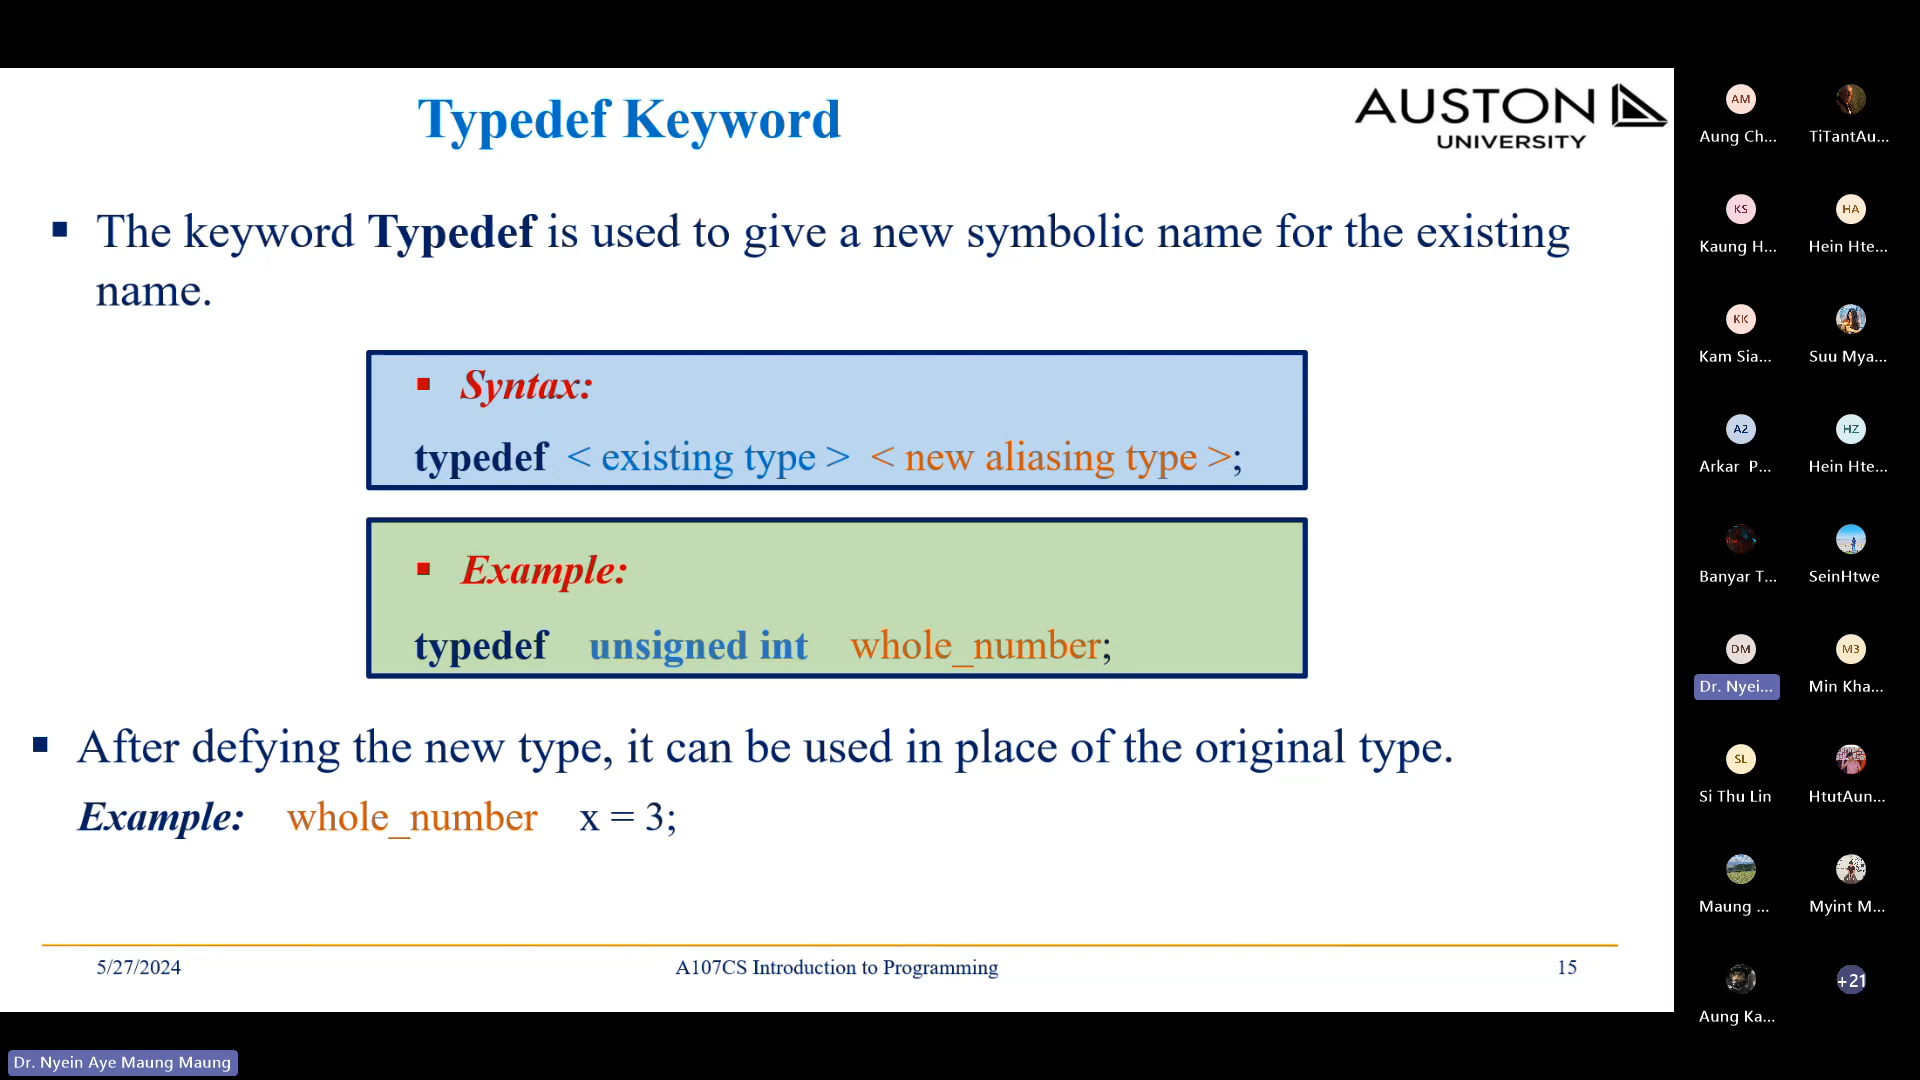 Typedef Keyword
AUSTON
UNIVERSITY
▪ The keyword Typedef is used to give a new symbolic name for the existing
name.
▪ Syntax:
typedef < existing type > < new aliasing type >;
▪ Example:
typedef unsigned int whole_number;
▪ After defying the new type, it can be used in place of the original type.
Example: whole_number x = 3;
5/27/2024 A107CS Introduction to Programming 15
AM
Aung Ch... TiTantAu...
KS HA
Kaung H... Hein Hte...
KK
Kam Sia... Suu Mya...
A2 HZ
Arkar P... Hein Hte...
Banyar T... SeinHtwe
DM M3
Dr. Nyei... Min Kha...
SL
Si Thu Lin HtutAun...
Maung ... Myint M...
+21
Aung Ka...
Dr. Nyein Aye Maung Maung